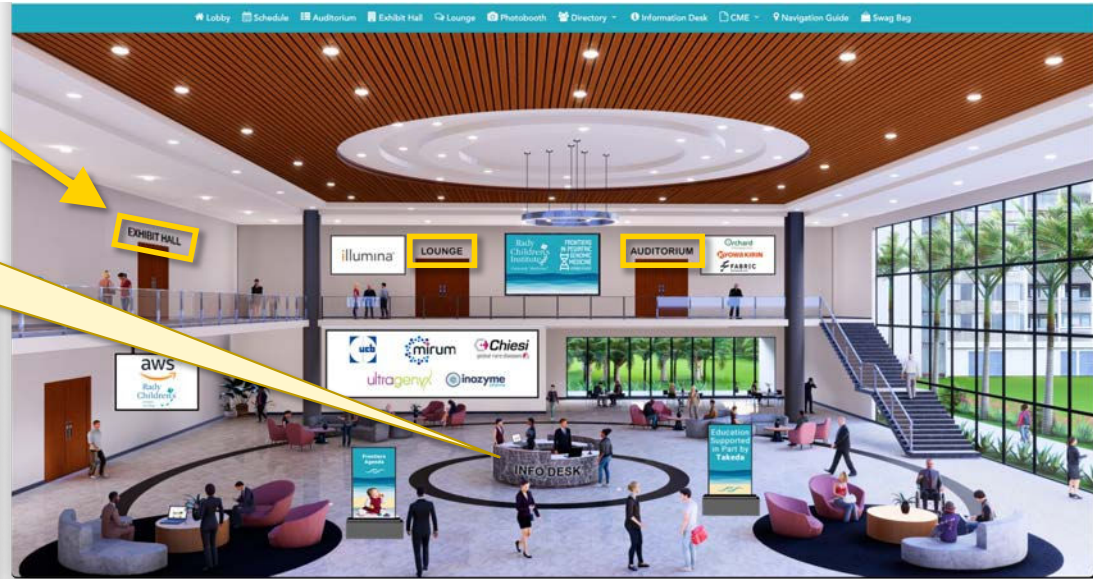 Lobby Schedule Auditorium Exhibit Hall Lounge Photobooth Directory Information Desk CME Navigation Guide Swag Bag
EXHIBIT HALL
illumina
LOUNGE
Rady
Children's
Institute
FRONTIERS
IN PEDIATRIC
GENOMIC
MEDICINE
AUDITORIUM
Orchard
KYOWA KIRIN
FABRIC
aws
Rady
Children's
ucb
mirum
Chiesi
global rare diseases
ultragenyx
inozyme
Frontiers
Agenda
INFO DESK
Education
Supported
in Part by
Takeda